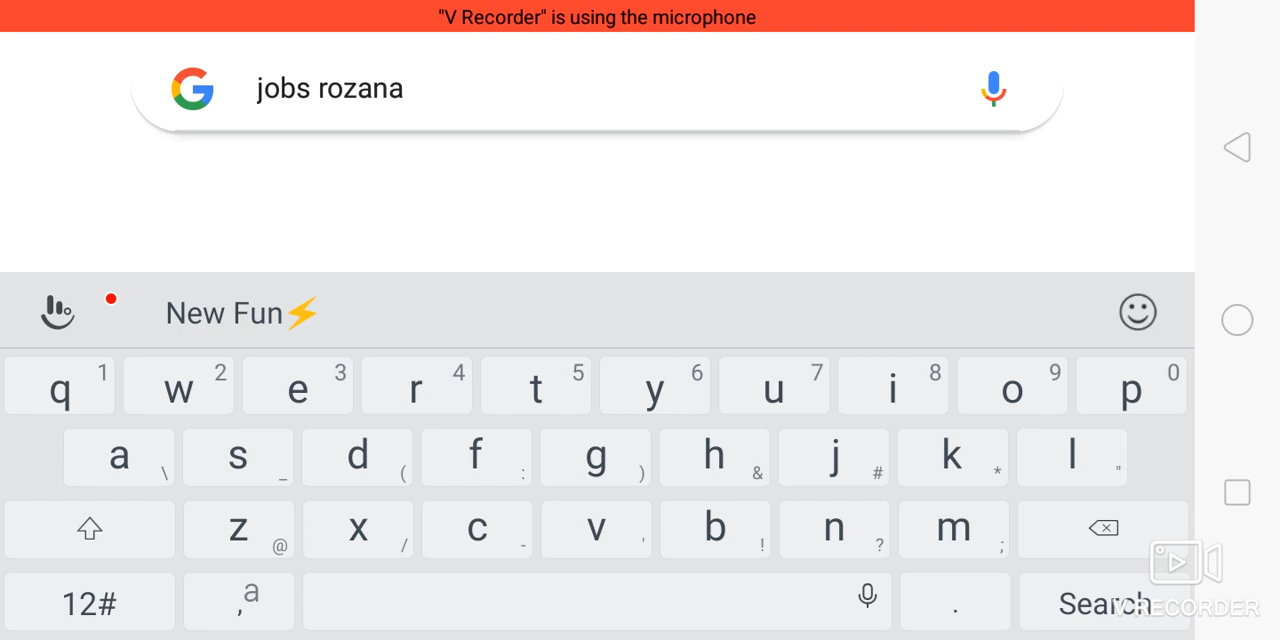 "V Recorder" is using the microphone
jobs rozana
New Fun⚡
q 1 w 2 e 3 r 4 t 5 y 6 u 7 i 8 o 9 p 0
a \ s _ d ( f : g ) h & j # k * l "
z @ x / c - v ' b ! n ? m ;
12# , a . Search
V RECORDER